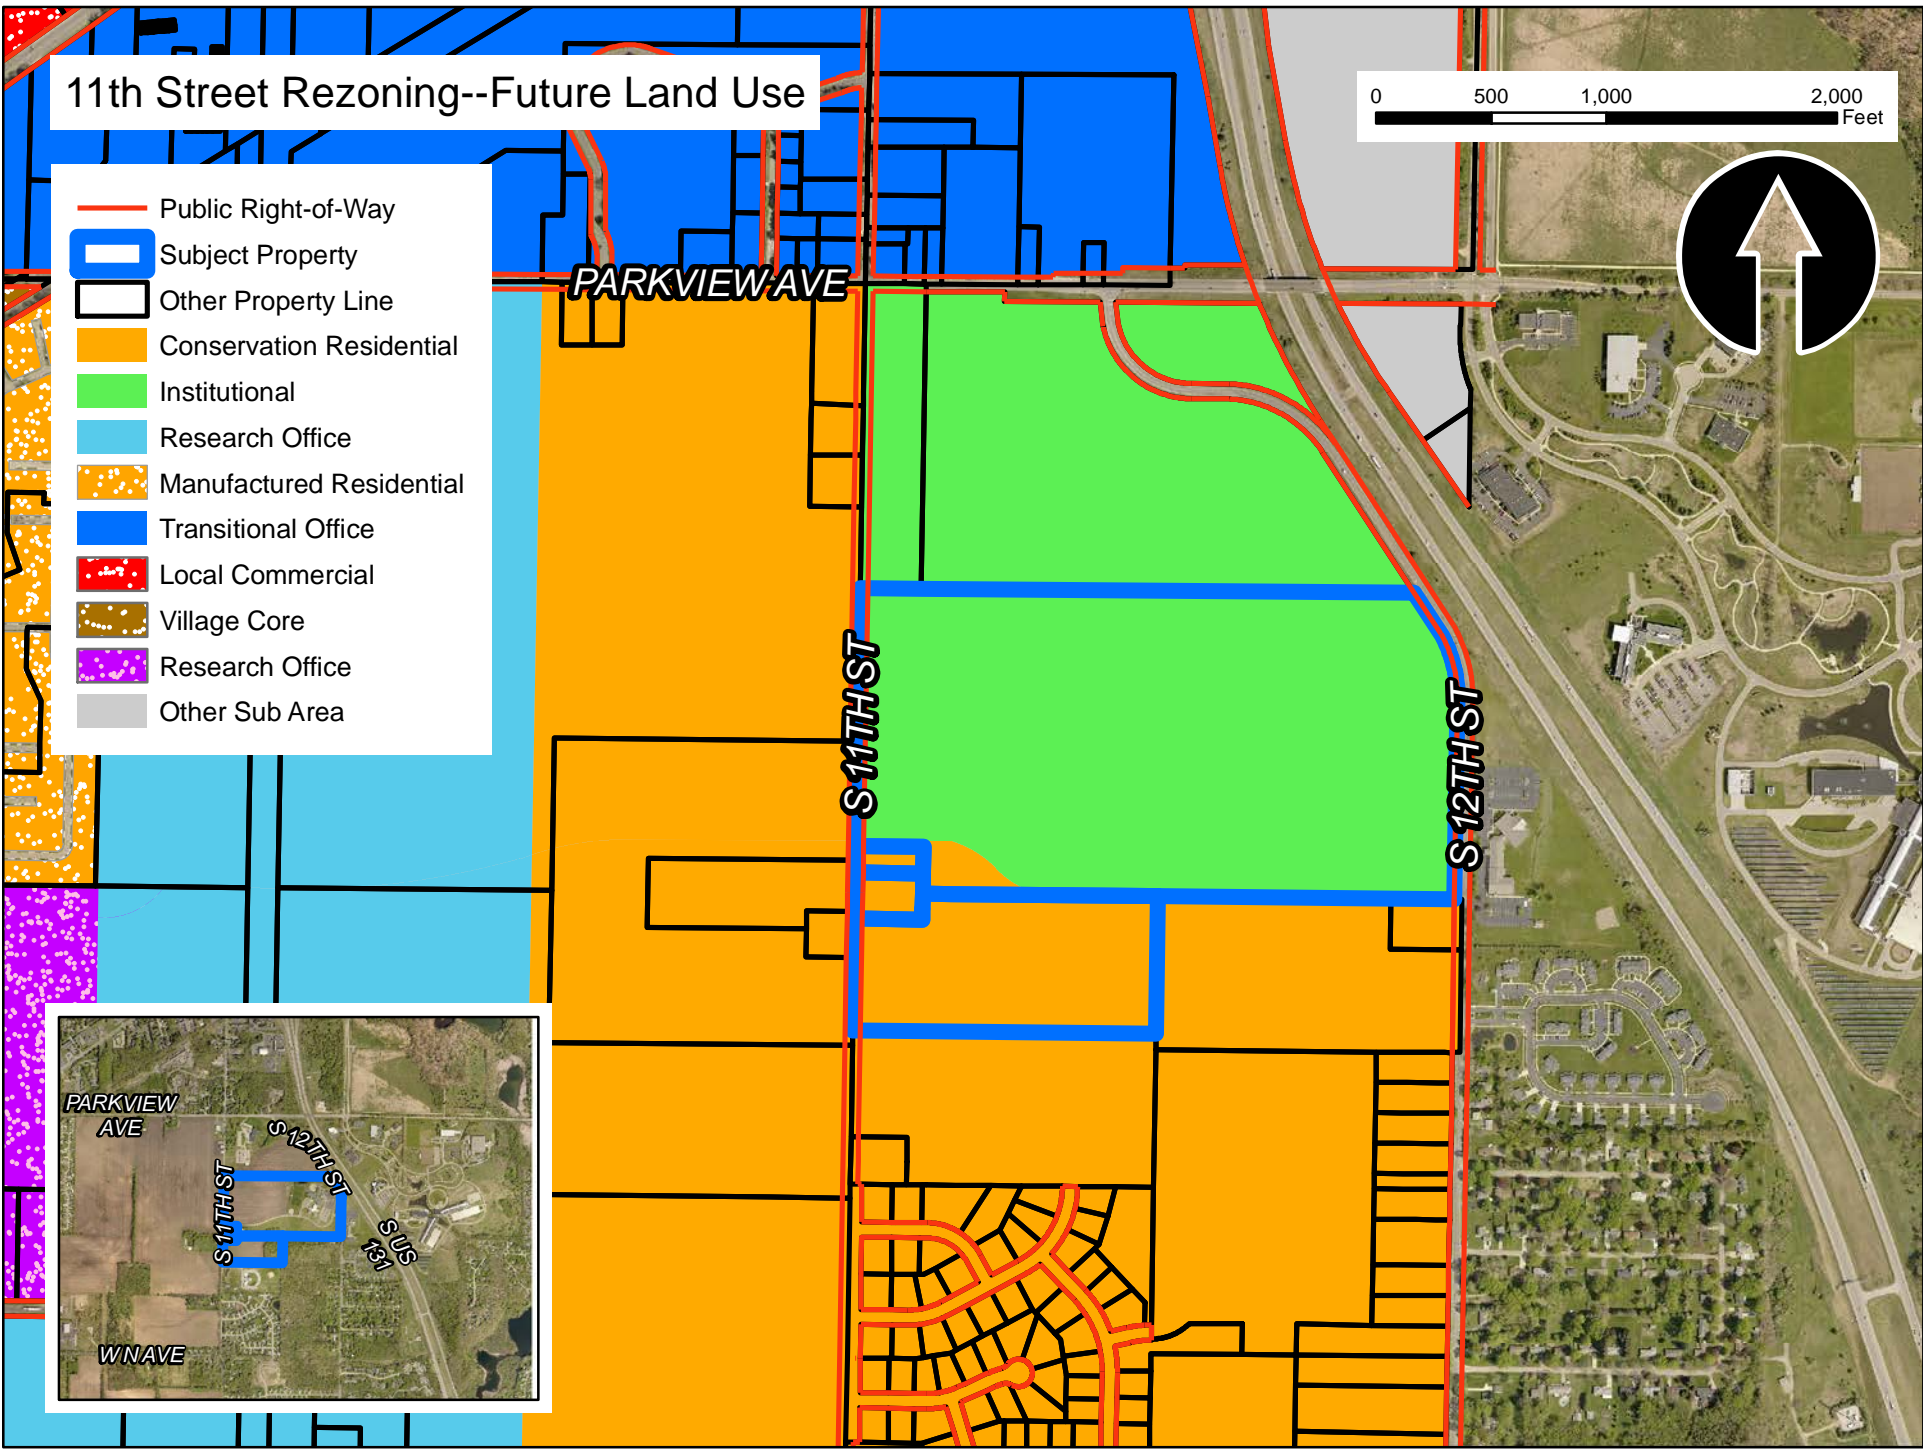 11th Street Rezoning--Future Land Use
0 500 1,000 2,000
Feet
Public Right-of-Way
Subject Property
Other Property Line
Conservation Residential
Institutional
Research Office
Manufactured Residential
Transitional Office
Local Commercial
Village Core
Research Office
Other Sub Area
PARKVIEW AVE
S 11TH ST
S 12TH ST
PARKVIEW
AVE
S 12TH ST
S 11TH ST
S US
131
W N AVE